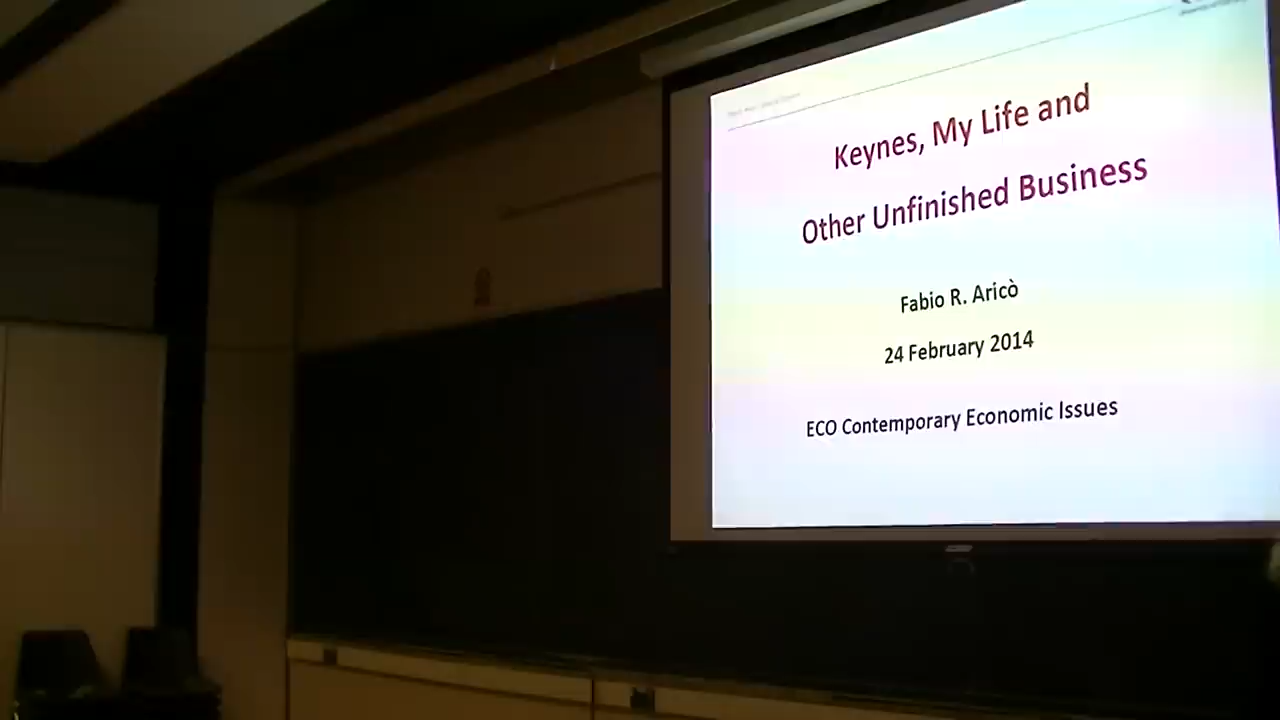 Keynes, My Life and
Other Unfinished Business
Fabio R. Aricò
24 February 2014
ECO Contemporary Economic Issues